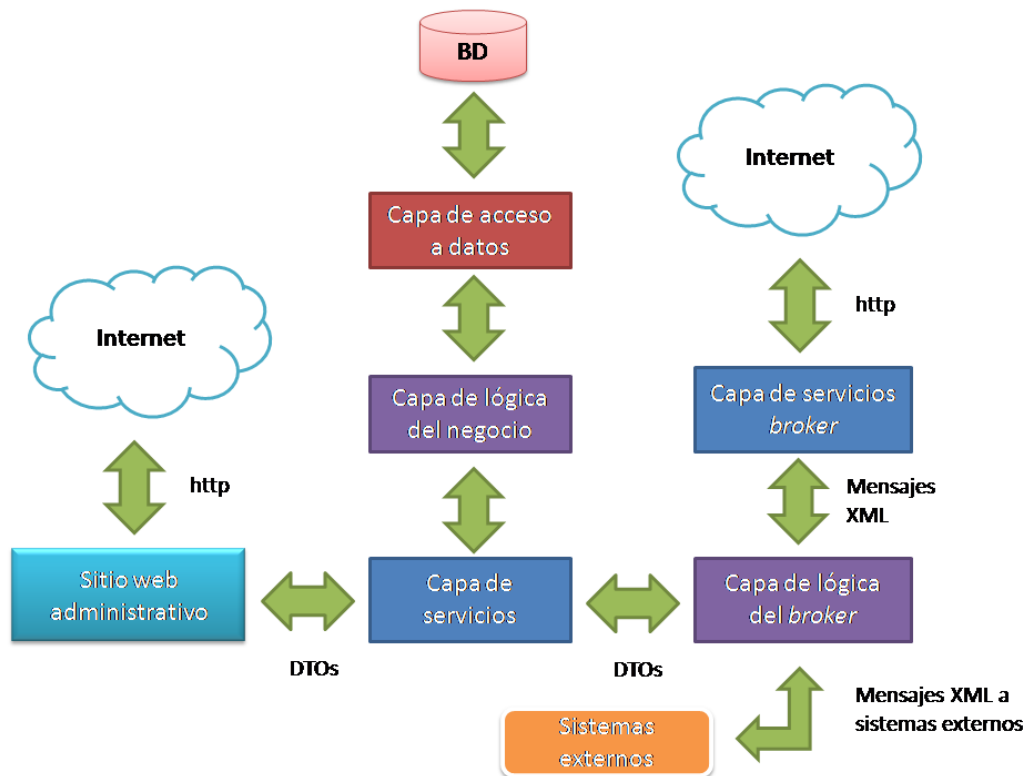 BD
Internet
Capa de acceso
a datos
http
Internet
Capa de lógica
del negocio
Capa de servicios
broker
http
Mensajes
XML
Sitio web
administrativo
Capa de
servicios
Capa de lógica
del broker
DTOs
DTOs
Mensajes XML a
sistemas externos
Sistemas
externos